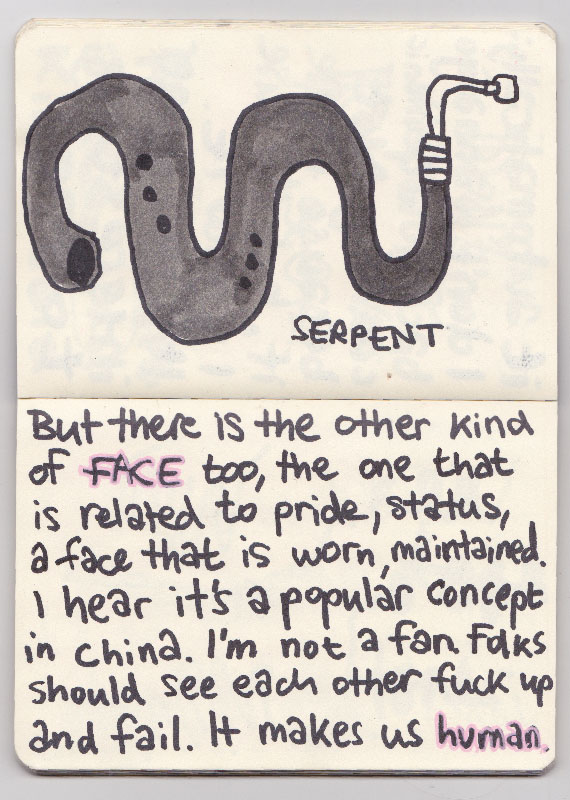 SERPENT
But there is the other kind
of FACE too, the one that
is related to pride, status,
a face that is worn, maintained.
I hear it's a popular concept
in China. I'm not a fan. Folks
should see each other fuck up
and fail. It makes us human.